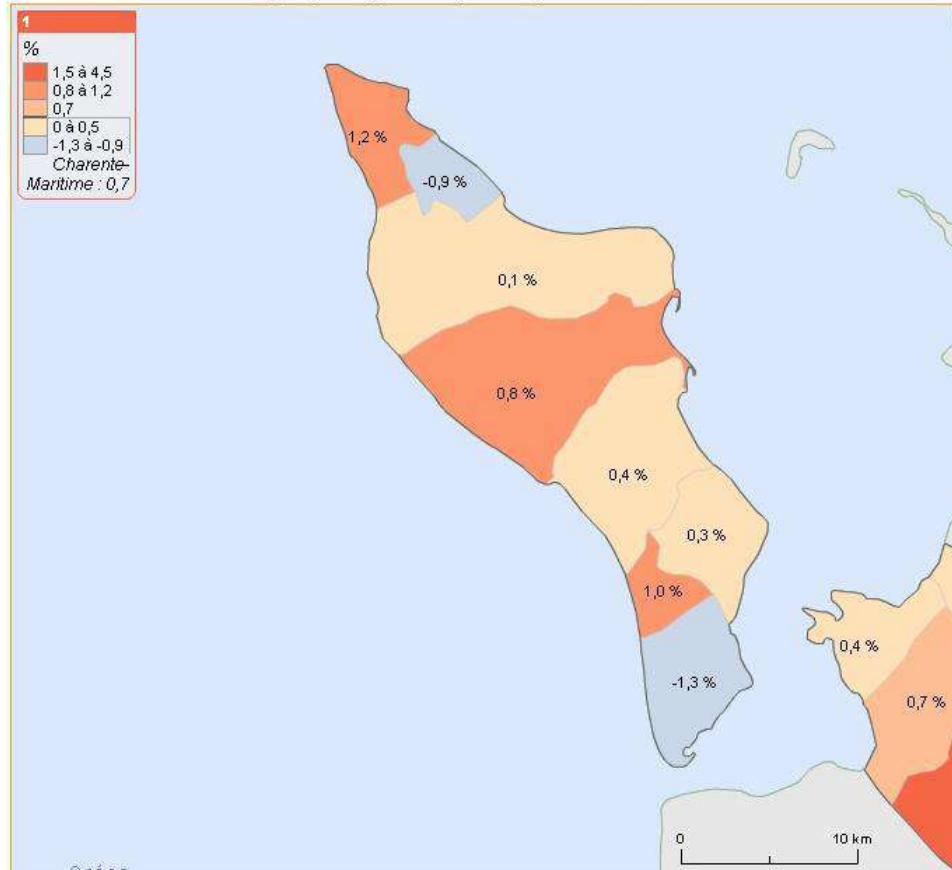 1
%
1,5 à 4,5
0,8 à 1,2
0,7
0 à 0,5
-1,3 à -0,9
Charente-
Maritime : 0,7
1,2 %
-0,9 %
0,1 %
0,8 %
0,4 %
0,3 %
1,0 %
0,4 %
-1,3 %
0,7 %
0
10 km